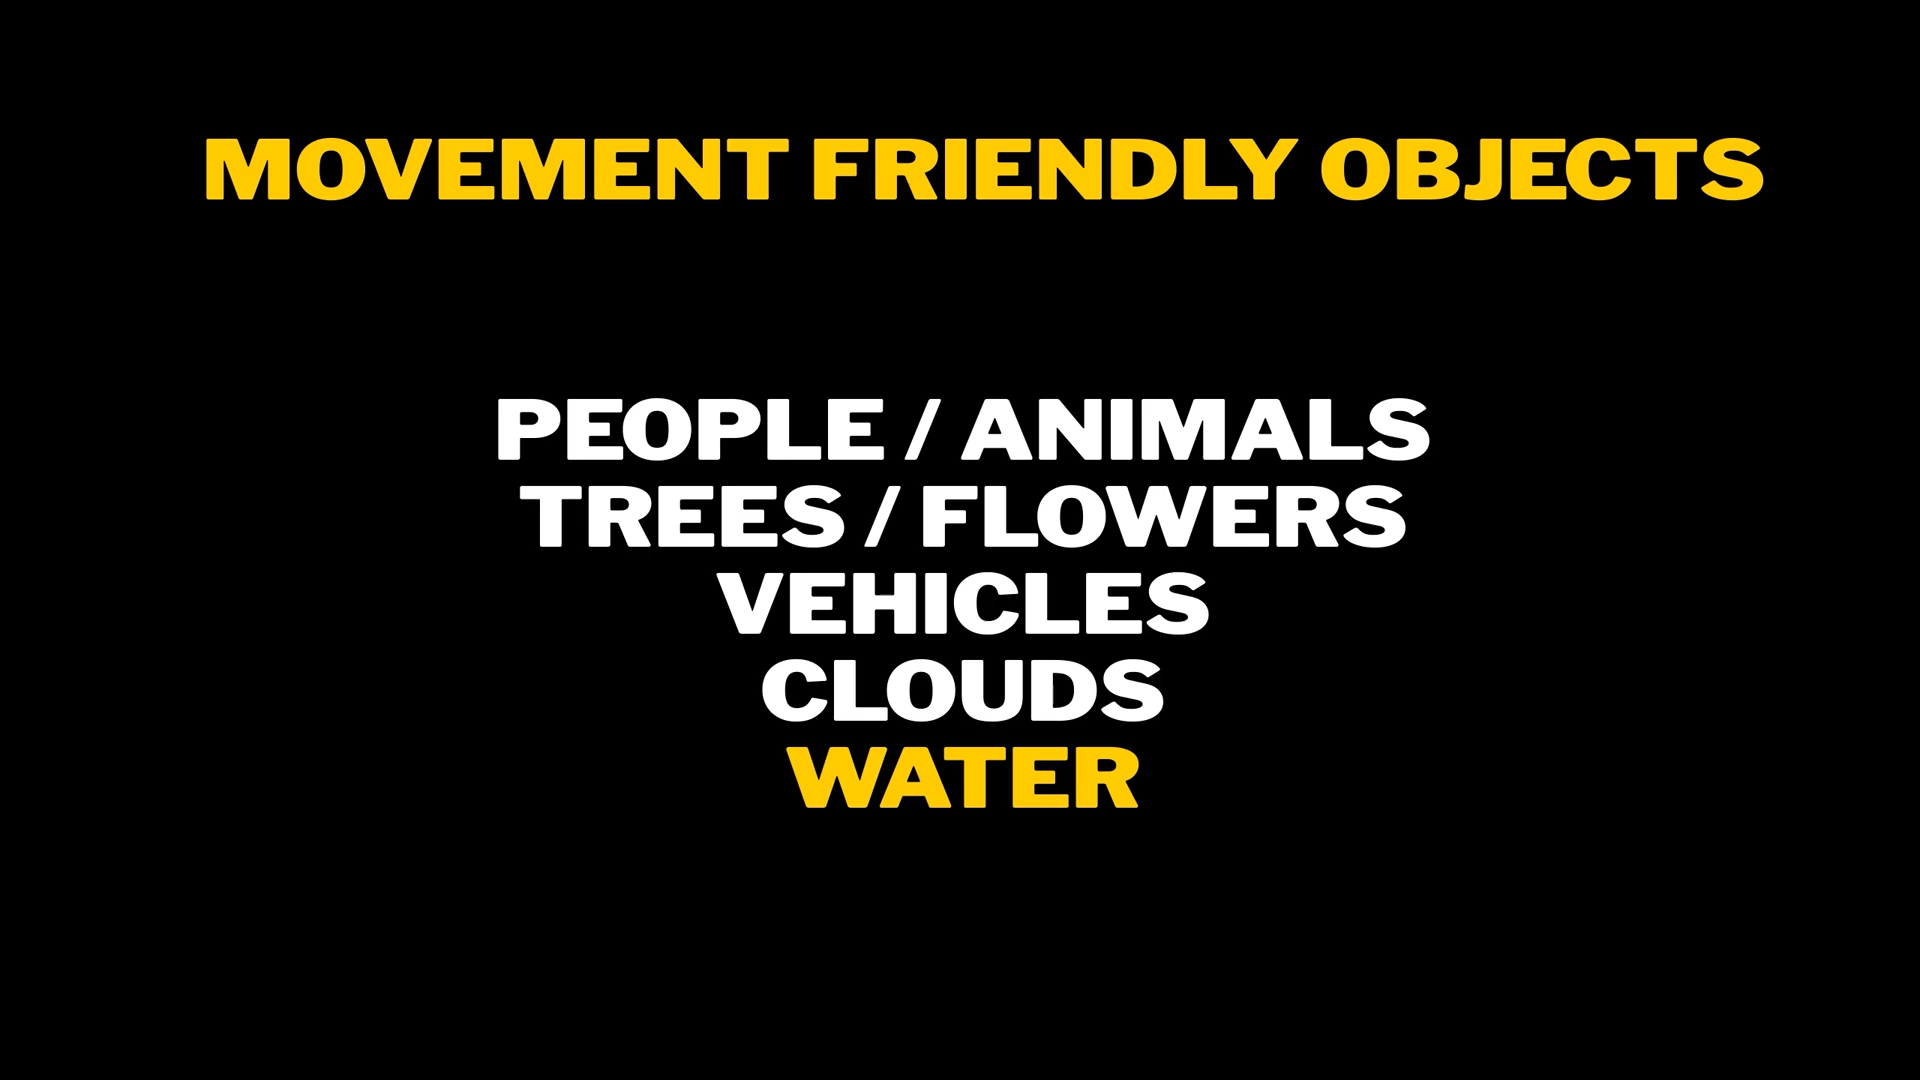 MOVEMENT FRIENDLY OBJECTS
PEOPLE / ANIMALS
TREES / FLOWERS
VEHICLES
CLOUDS
WATER